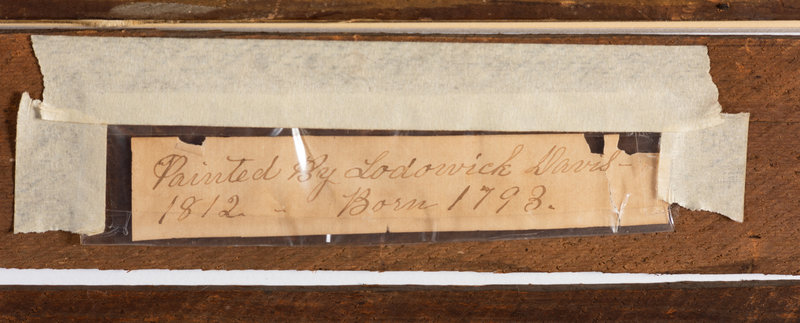 Painted By Lodowick Davis-
1812. - Born 1793.